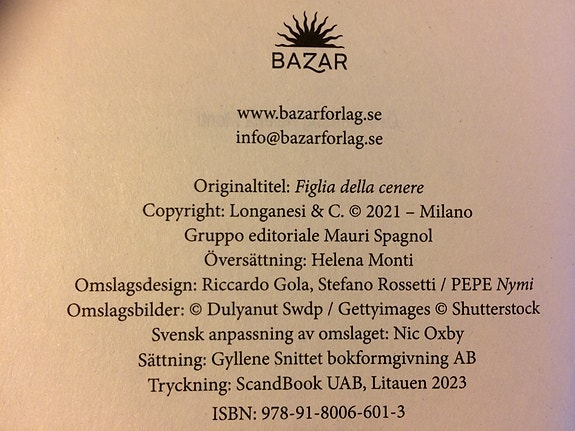 BAZAR
www.bazarforlag.se
info@bazarforlag.se
Originaltitel: Figlia della cenere
Copyright: Longanesi & C. © 2021 – Milano
Gruppo editoriale Mauri Spagnol
Översättning: Helena Monti
Omslagsdesign: Riccardo Gola, Stefano Rossetti / PEPE Nymi
Omslagsbilder: © Dulyanut Swdp / Gettyimages © Shutterstock
Svensk anpassning av omslaget: Nic Oxby
Sättning: Gyllene Snittet bokformgivning AB
Tryckning: ScandBook UAB, Litauen 2023
ISBN: 978-91-8006-601-3